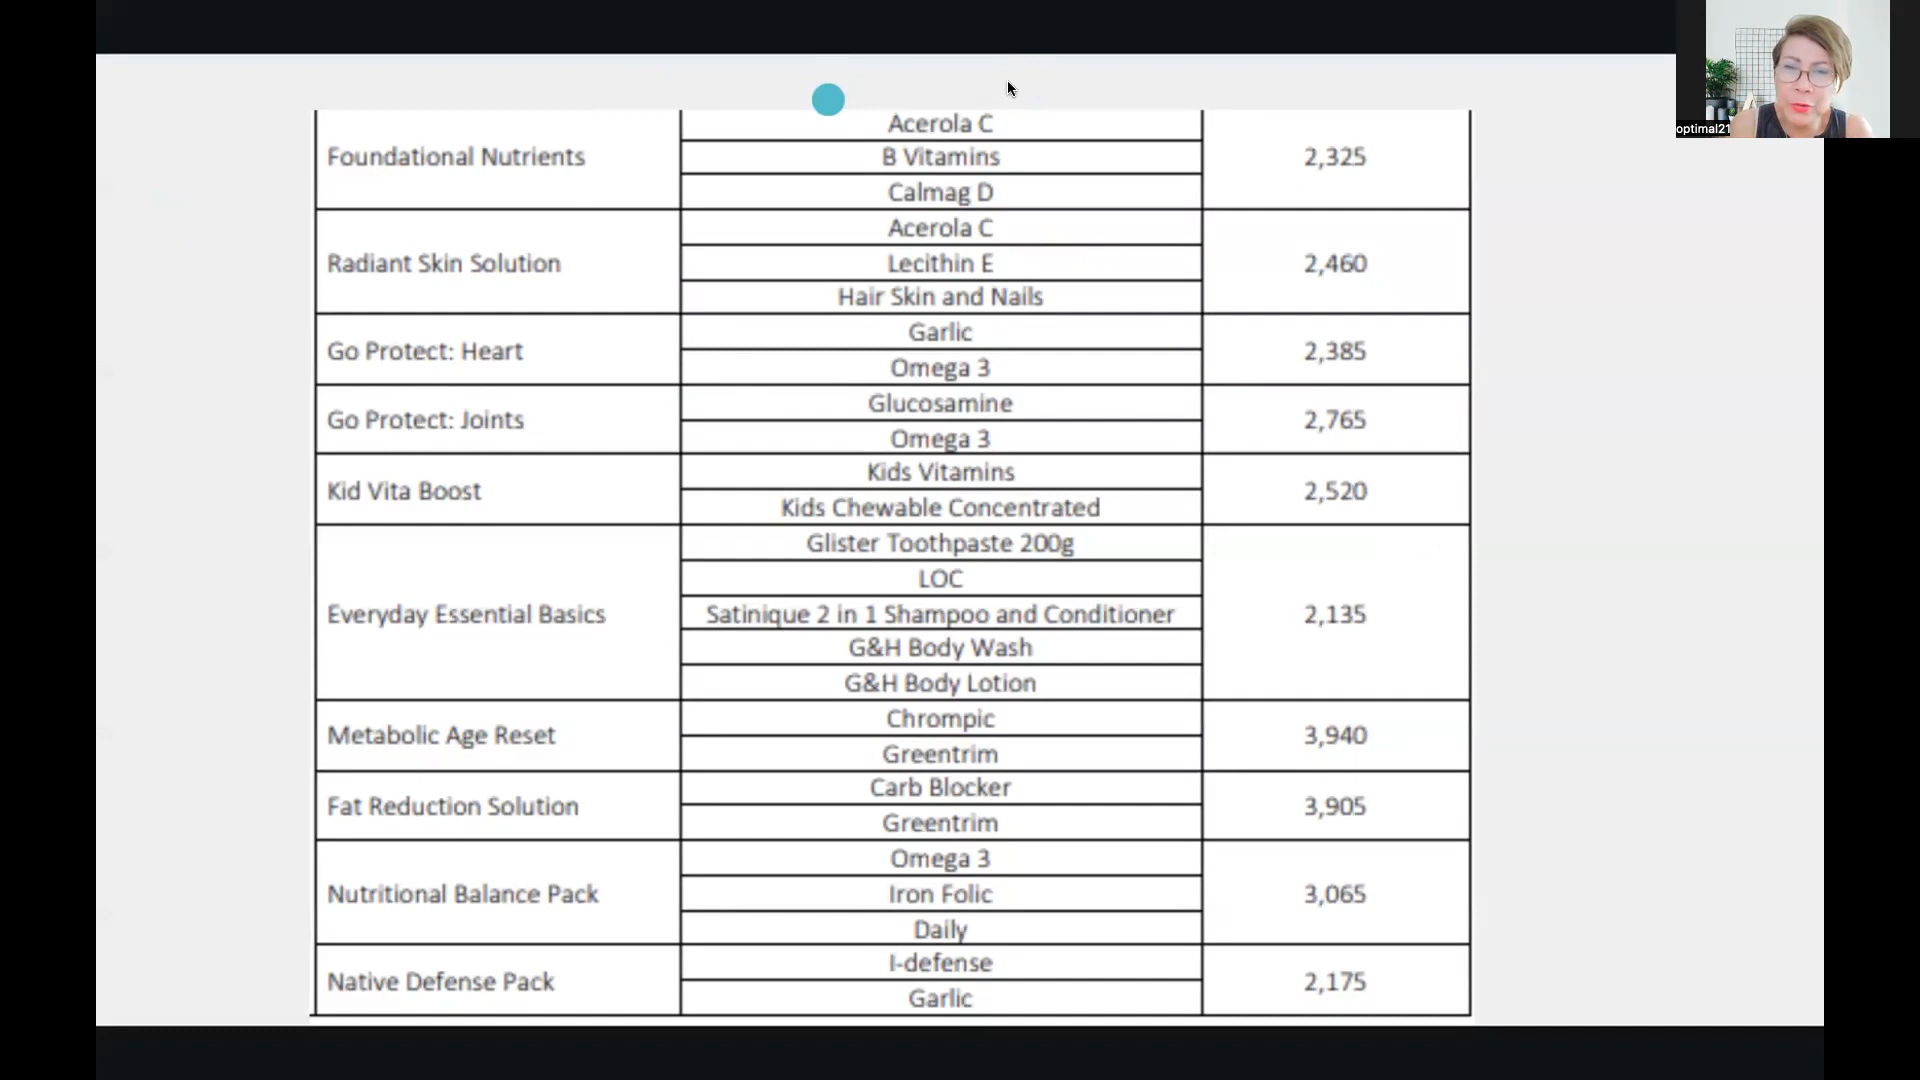 optimal21
Acerola C
Foundational Nutrients B Vitamins 2,325
Calmag D
Acerola C
Radiant Skin Solution Lecithin E 2,460
Hair Skin and Nails
Garlic
Go Protect: Heart 2,385
Omega 3
Glucosamine
Go Protect: Joints 2,765
Omega 3
Kids Vitamins
Kid Vita Boost 2,520
Kids Chewable Concentrated
Glister Toothpaste 200g
LOC
Everyday Essential Basics Satinique 2 in 1 Shampoo and Conditioner 2,135
G&H Body Wash
G&H Body Lotion
Chrompic
Metabolic Age Reset 3,940
Greentrim
Carb Blocker
Fat Reduction Solution 3,905
Greentrim
Omega 3
Nutritional Balance Pack Iron Folic 3,065
Daily
I-defense
Native Defense Pack 2,175
Garlic